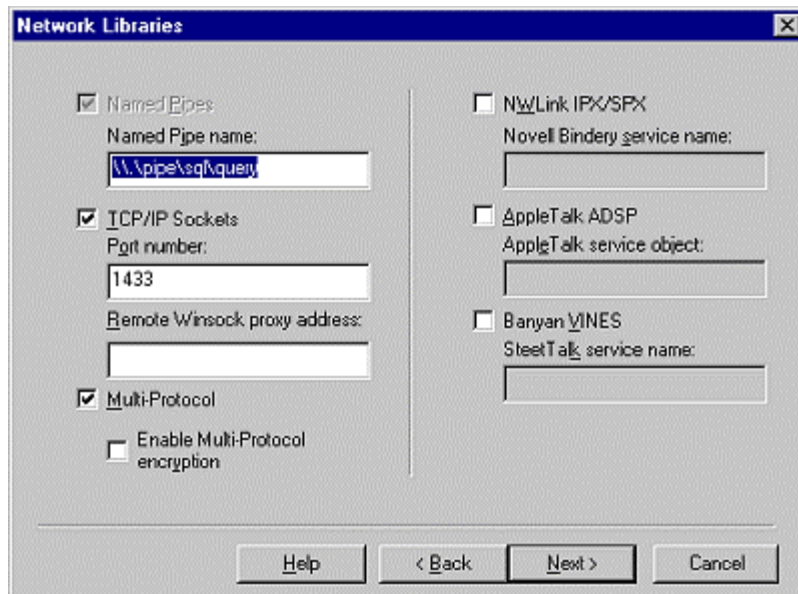 Network Libraries
Named Pipes
Named Pipe name:
\\.\pipe\sql\query
TCP/IP Sockets
Port number:
1433
Remote Winsock proxy address:
Multi-Protocol
Enable Multi-Protocol
encryption
NWLink IPX/SPX
Novell Bindery service name:
AppleTalk ADSP
AppleTalk service object:
Banyan VINES
SteetTalk service name:
Help
< Back
Next >
Cancel